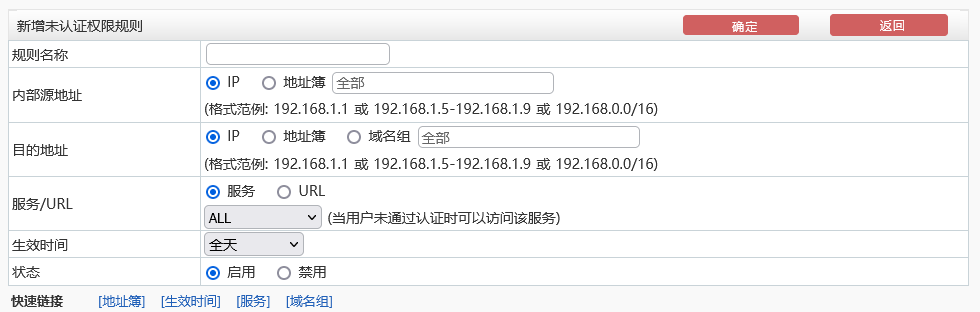 新增未认证权限规则 确定 返回
规则名称
内部源地址 IP 地址簿 全部
(格式范例: 192.168.1.1 或 192.168.1.5-192.168.1.9 或 192.168.0.0/16)
目的地址 IP 地址簿 域名组 全部
(格式范例: 192.168.1.1 或 192.168.1.5-192.168.1.9 或 192.168.0.0/16)
服务/URL 服务 URL
ALL (当用户未通过认证时可以访问该服务)
生效时间 全天
状态 启用 禁用
快速链接 [地址簿] [生效时间] [服务] [域名组]